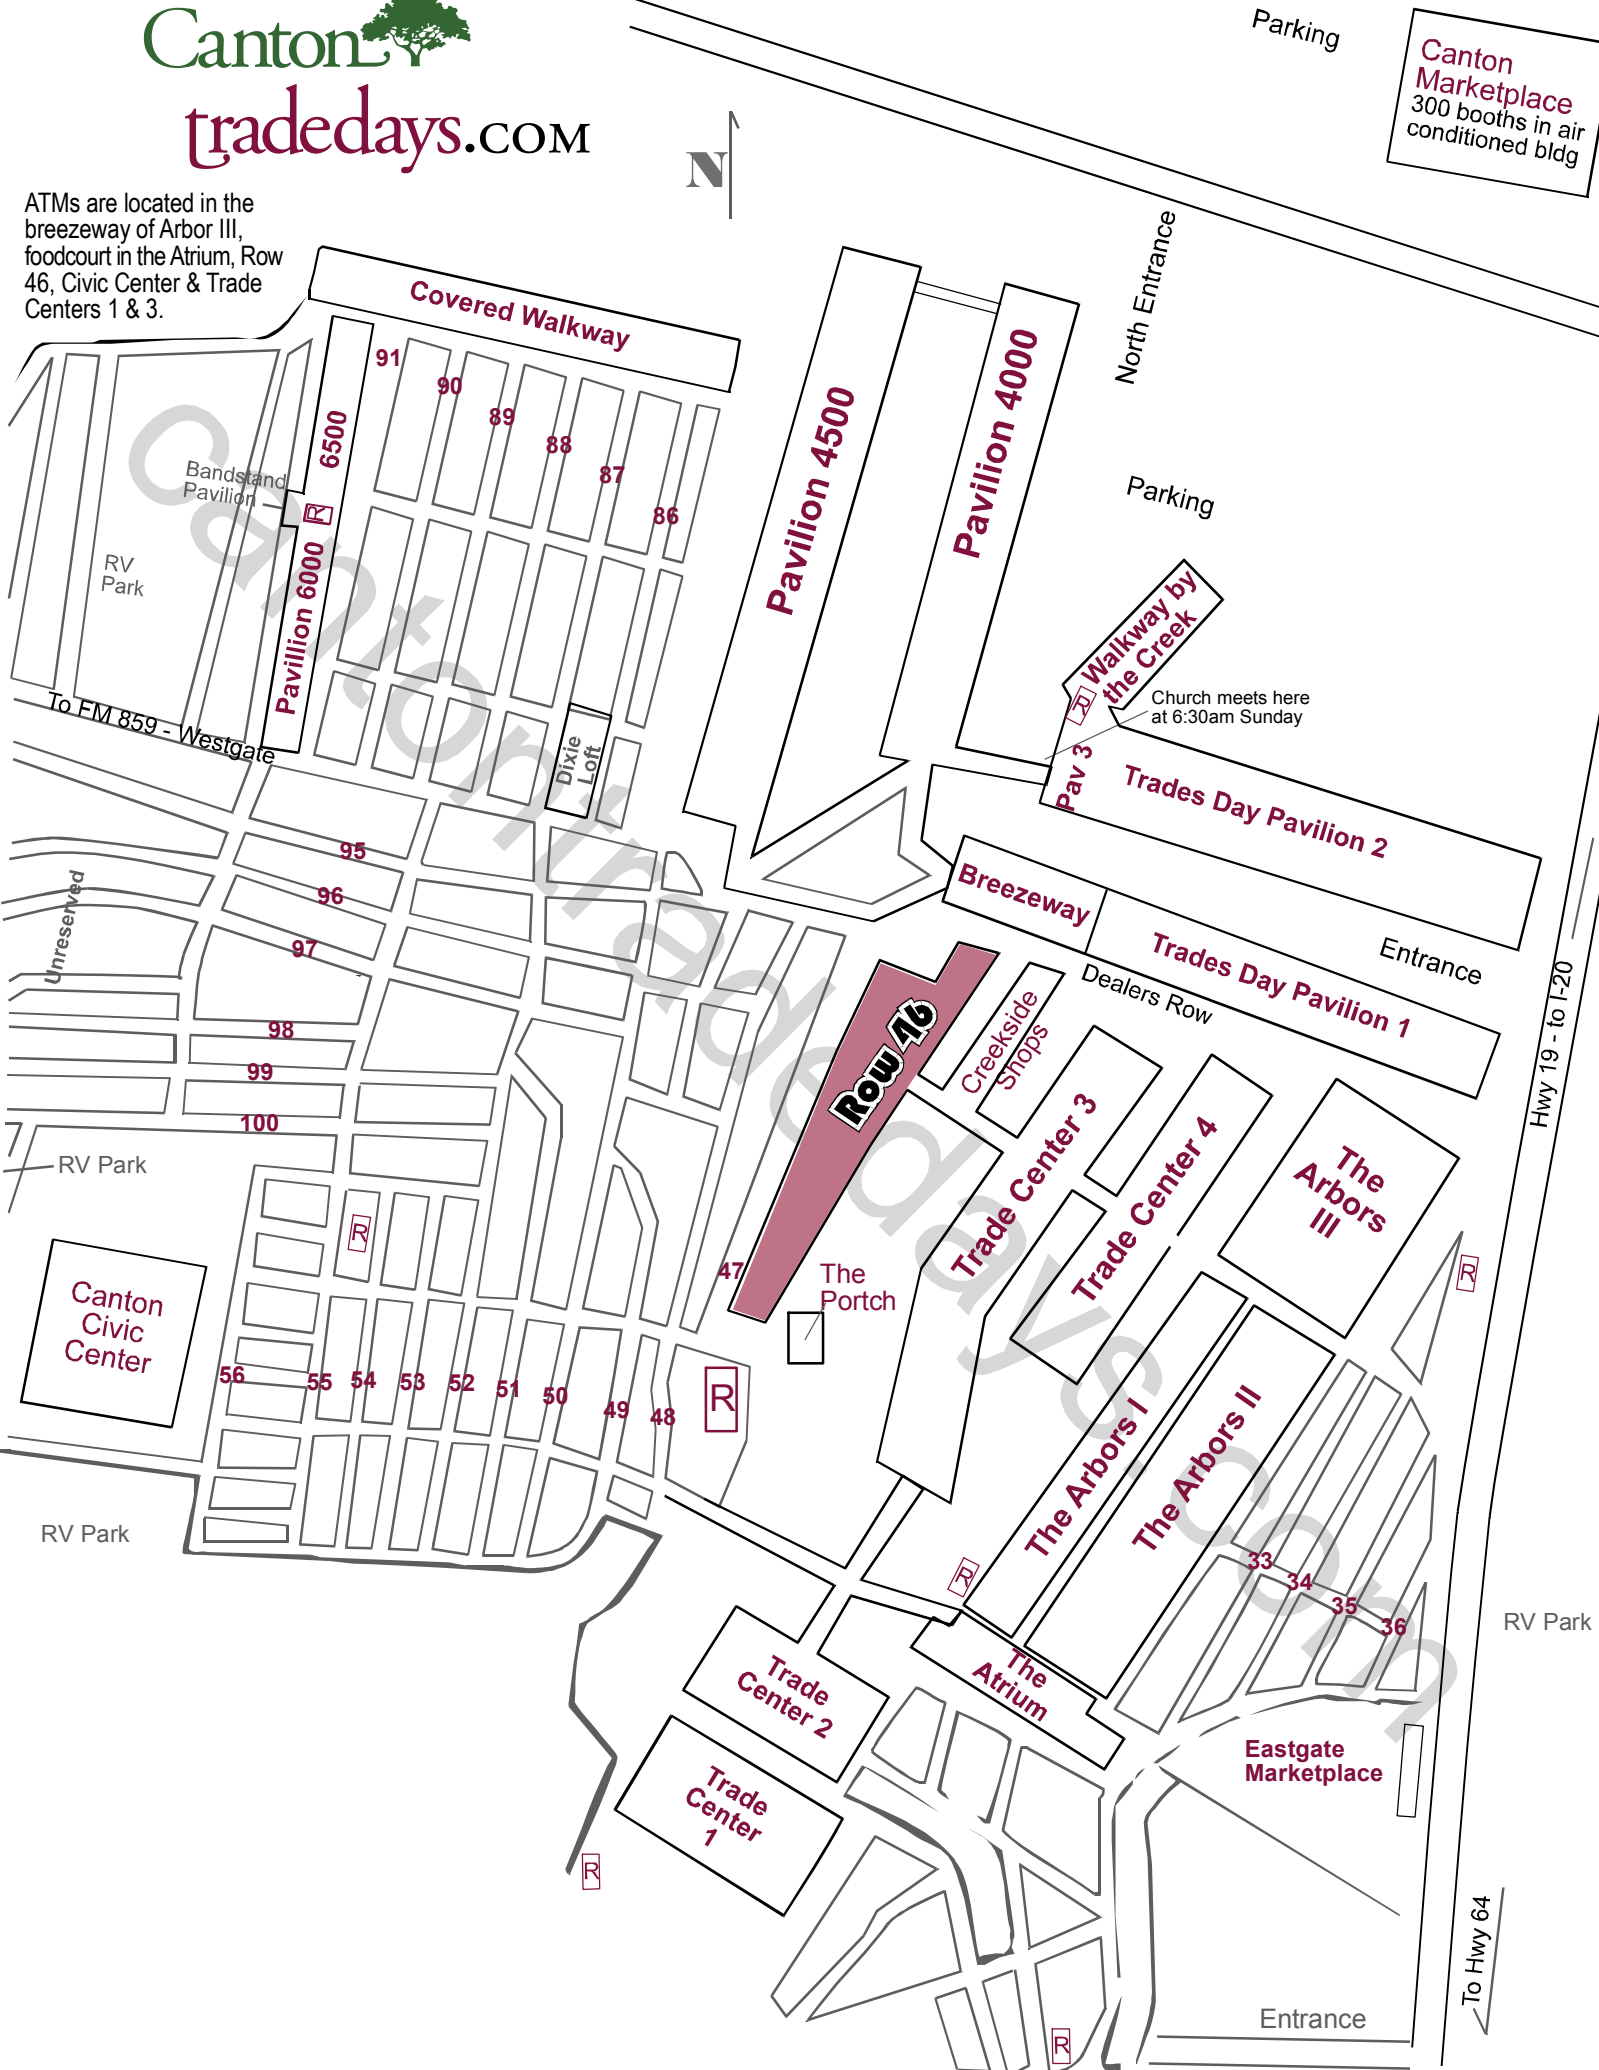 Canton
tradedays.com
Parking
Canton
Marketplace
300 booths in air
conditioned bldg
N
ATMs are located in the
breezeway of Arbor III,
foodcourt in the Atrium, Row
46, Civic Center & Trade
Centers 1 & 3.
North Entrance
Covered Walkway
91
90
89
88
87
86
6500
R
Pavillion 6000
Bandstand
Pavilion
RV
Park
Pavilion 4500
Pavilion 4000
Parking
Walkway by
the Creek
R
Church meets here
at 6:30am Sunday
Pav 3
Trades Day Pavilion 2
To FM 859 - Westgate
Dixie
Loft
95
96
97
Unreserved
98
99
100
RV Park
Breezeway
Trades Day Pavilion 1
Entrance
Dealers Row
Hwy 19 - to I-20
Row 46
Creekside
Shops
Trade Center 3
Trade Center 4
The
Arbors
III
R
R
47
The
Portch
Canton
Civic
Center
56
55
54
53
52
51
50
49
48
R
The Arbors I
The Arbors II
RV Park
R
33
34
35
36
RV Park
The
Atrium
Trade
Center 2
Trade
Center
1
R
Eastgate
Marketplace
To Hwy 64
Entrance
R
cantontradedays.com